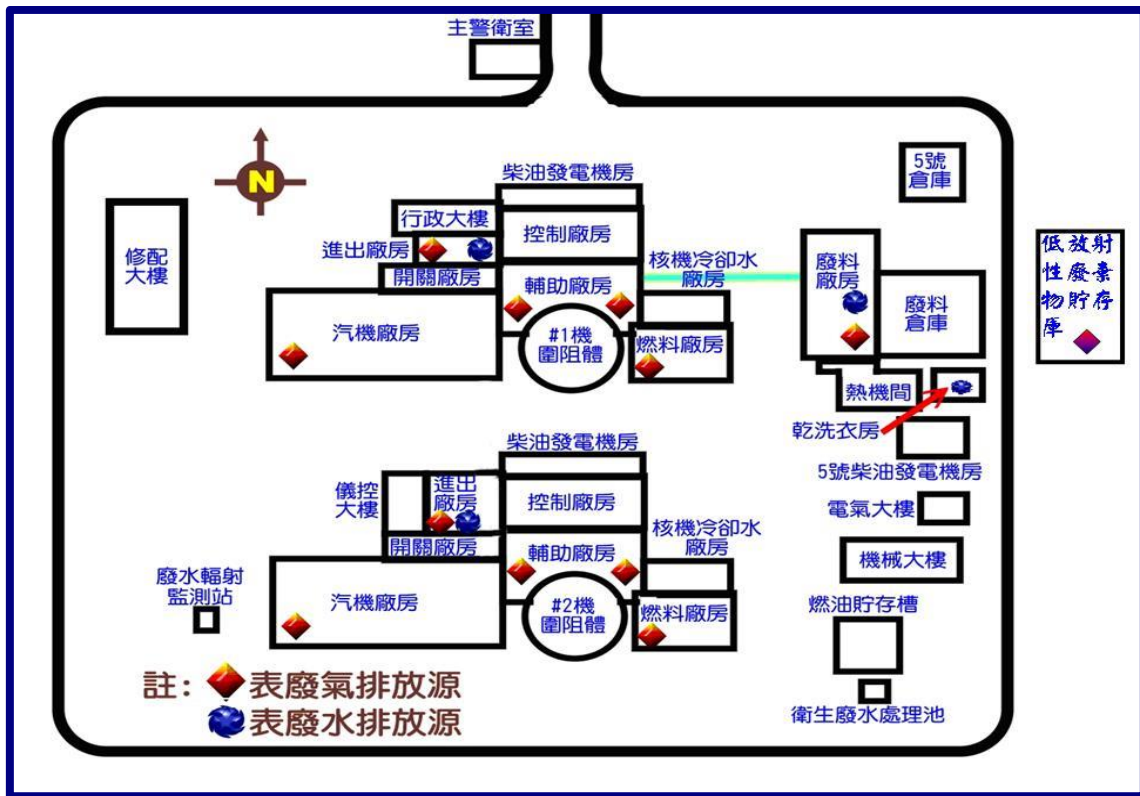 主警衛室
N
5號
倉庫
柴油發電機房
行政大樓
控制廠房
進出廠房
開關廠房
輔助廠房
核機冷卻水
廠房
廢料
廠房
廢料
倉庫
低放射
性廢棄
物貯存
庫
修配
大樓
汽機廠房
#1機
圍阻體
燃料廠房
熱機間
乾洗衣房
5號柴油發電機房
柴油發電機房
儀控
大樓
進出
廠房
控制廠房
開關廠房
輔助廠房
核機冷卻水
廠房
電氣大樓
機械大樓
廢水輻射
監測站
汽機廠房
#2機
圍阻體
燃料廠房
燃油貯存槽
衛生廢水處理池
註: 表廢氣排放源
表廢水排放源